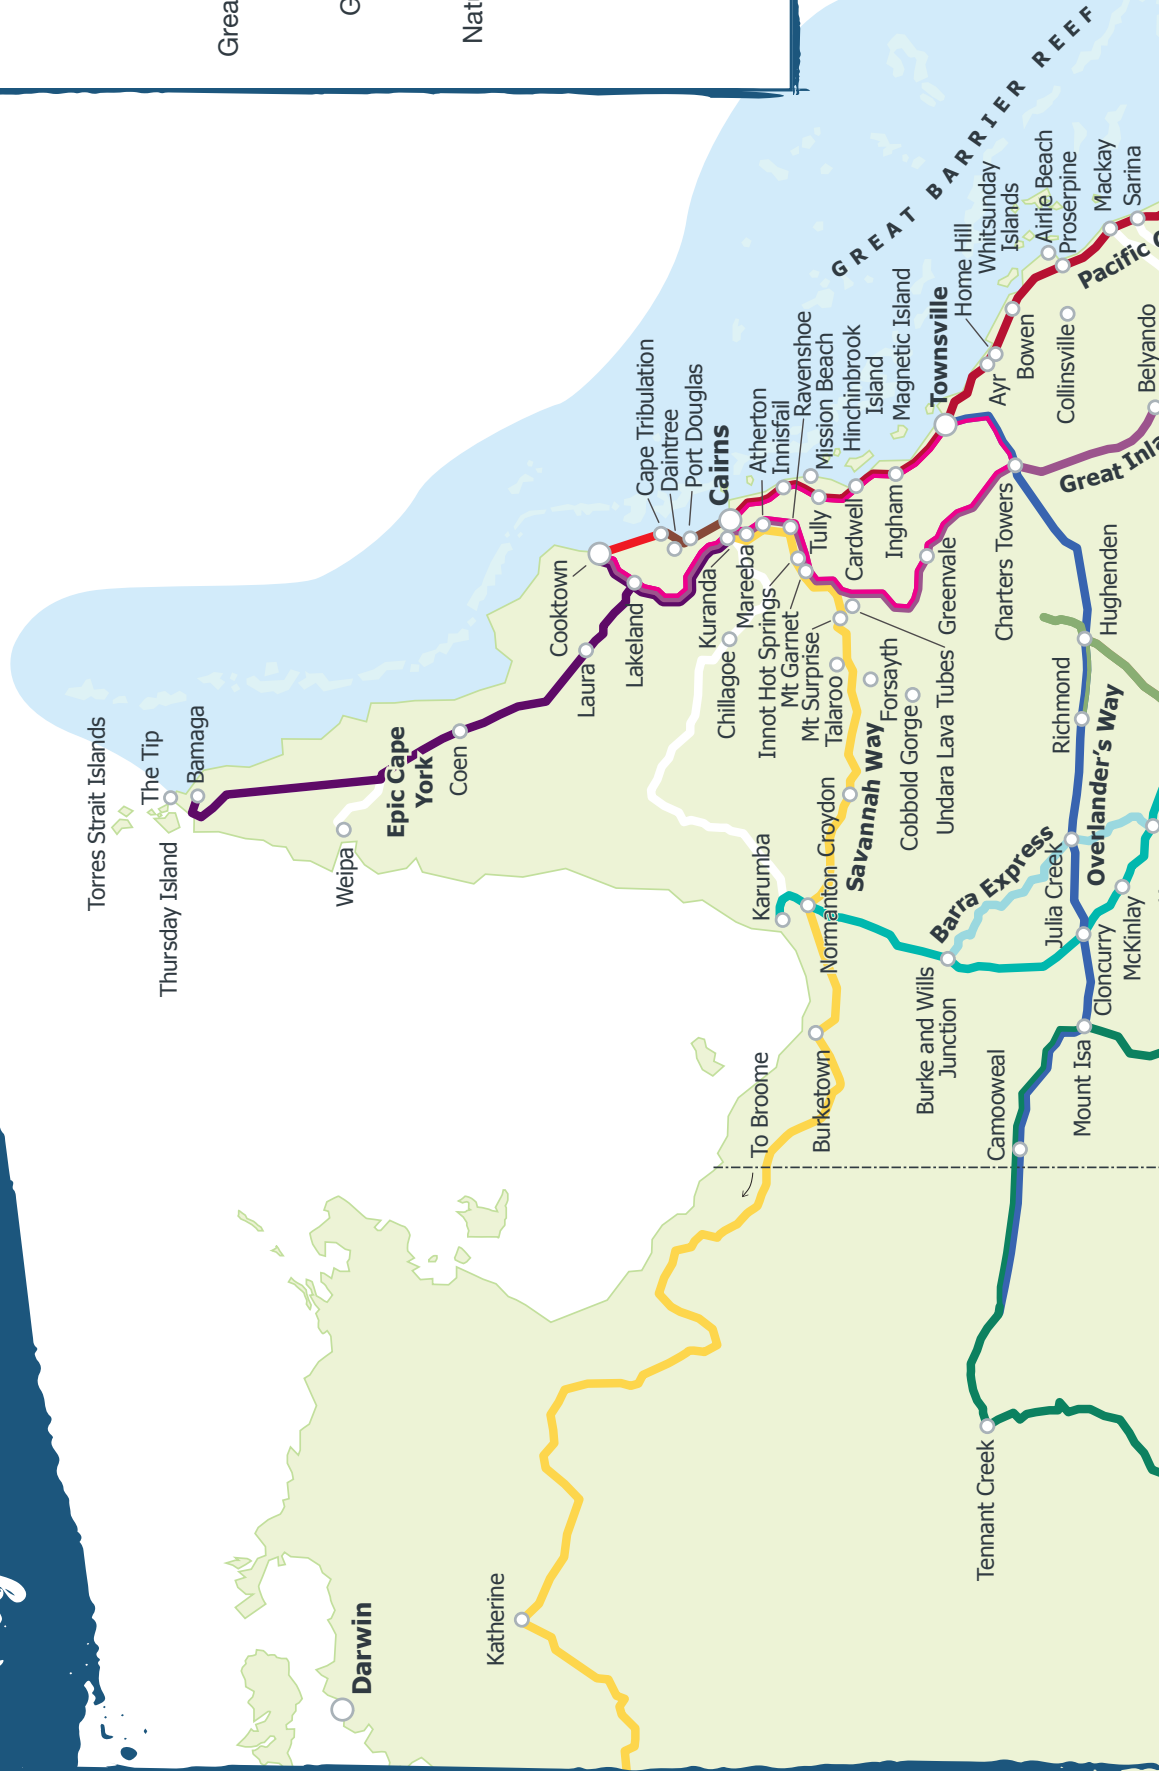 Grea
G
Nat
GREAT BARRIER REEF
Torres Strait Islands
The Tip
Bamaga
Thursday Island
Weipa
Epic Cape
York
Coen
Laura
Lakeland
Cooktown
Cape Tribulation
Daintree
Port Douglas
Cairns
Kuranda
Mareeba
Atherton
Innisfail
Ravenshoe
Mission Beach
Hinchinbrook
Island
Magnetic Island
Townsville
Home Hill
Whitsunday
Islands
Airlie Beach
Proserpine
Mackay
Sarina
Pacific C
Bowen
Ayr
Collinsville
Belyando
Great Inla
Tully
Cardwell
Ingham
Greenvale
Charters Towers
Chillagoe
Innot Hot Springs
Mt Garnet
Mt Surprise
Talaroo
Forsayth
Cobbold Gorge
Undara Lava Tubes
Savannah Way
Croydon
Normanton
Karumba
Hughenden
Richmond
Overlander's Way
Julia Creek
Barra Express
McKinlay
Cloncurry
Burke and Wills
Junction
Burketown
To Broome
Mount Isa
Camooweal
Tennant Creek
Katherine
Darwin